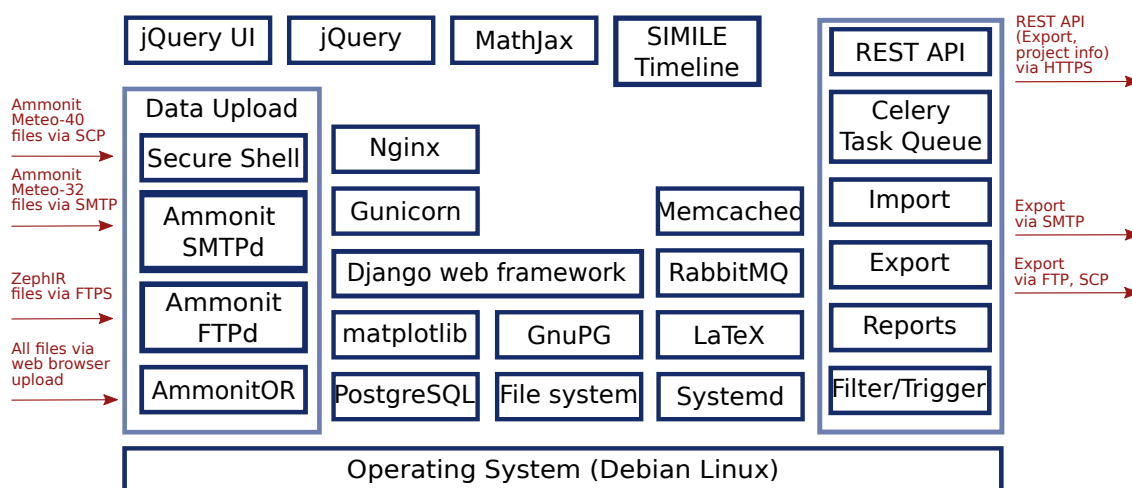 jQuery UI
jQuery
MathJax
SIMILE
Timeline
Ammonit
Meteo-40
files via SCP
Ammonit
Meteo-32
files via SMTP
ZephIR
files via FTPS
All files via
web browser
upload
Data Upload
Secure Shell
Ammonit
SMTPd
Ammonit
FTPd
AmmonitOR
Nginx
Gunicorn
Memcached
Django web framework
RabbitMQ
matplotlib
GnuPG
LaTeX
PostgreSQL
File system
Systemd
REST API
Celery
Task Queue
Import
Export
Reports
Filter/Trigger
REST API
(Export,
project info)
via HTTPS
Export
via SMTP
Export
via FTP, SCP
Operating System (Debian Linux)